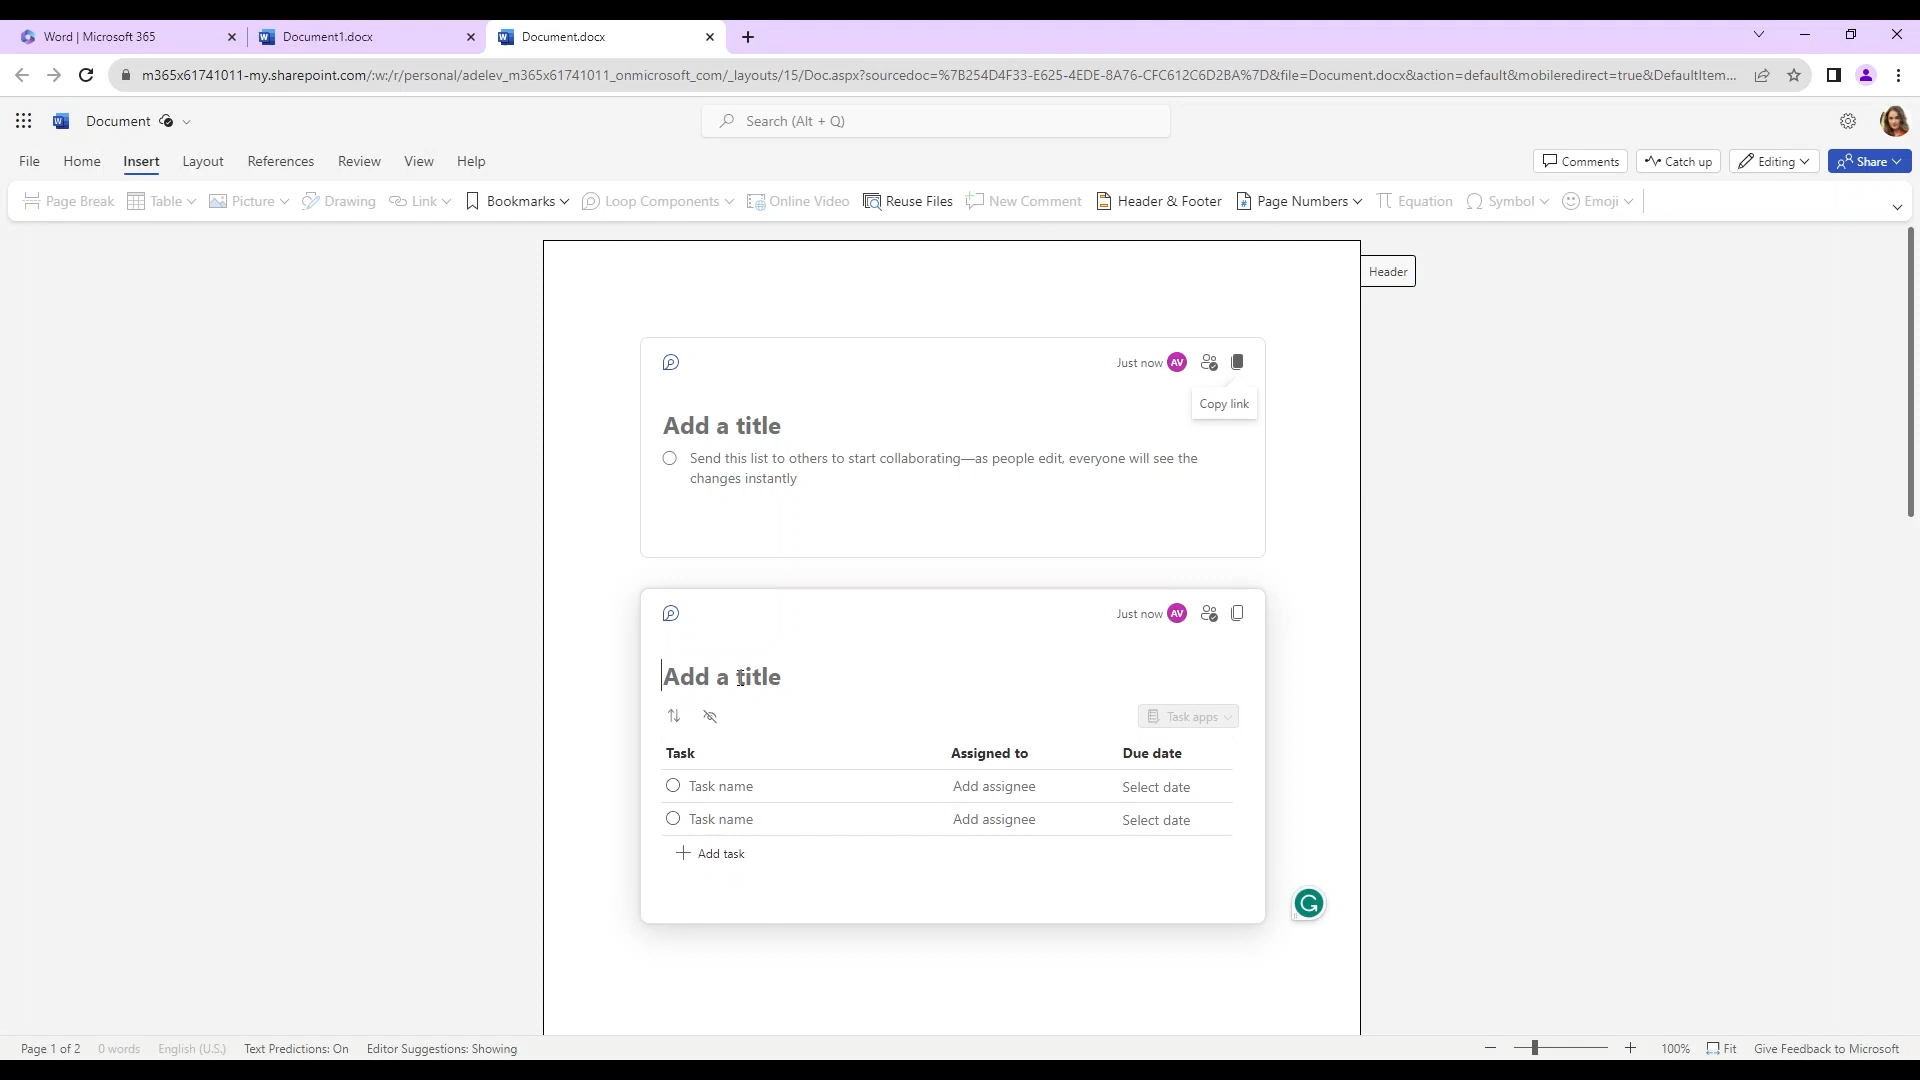 Word | Microsoft 365
Document1.docx
Document.docx
m365x61741011-my.sharepoint.com/:w:/r/personal/adelev_m365x61741011_onmicrosoft_com/_layouts/15/Doc.aspx?sourcedoc=%7B254D4F33-E625-4EDE-8A76-CFC612C6D2BA%7D&file=Document.docx&action=default&mobileredirect=true&DefaultItem...
Document
Search (Alt + Q)
File Home Insert Layout References Review View Help
Comments Catch up Editing Share
Page Break Table Picture Drawing Link Bookmarks Loop Components Online Video Reuse Files New Comment Header & Footer Page Numbers Equation Symbol Emoji
Header
Just now AV
Copy link
Add a title
Send this list to others to start collaborating—as people edit, everyone will see the
changes instantly
Just now AV
Add a title
Task apps
Task Assigned to Due date
Task name Add assignee Select date
Task name Add assignee Select date
Add task
Page 1 of 2 0 words English (U.S.) Text Predictions: On Editor Suggestions: Showing 100% Fit Give Feedback to Microsoft